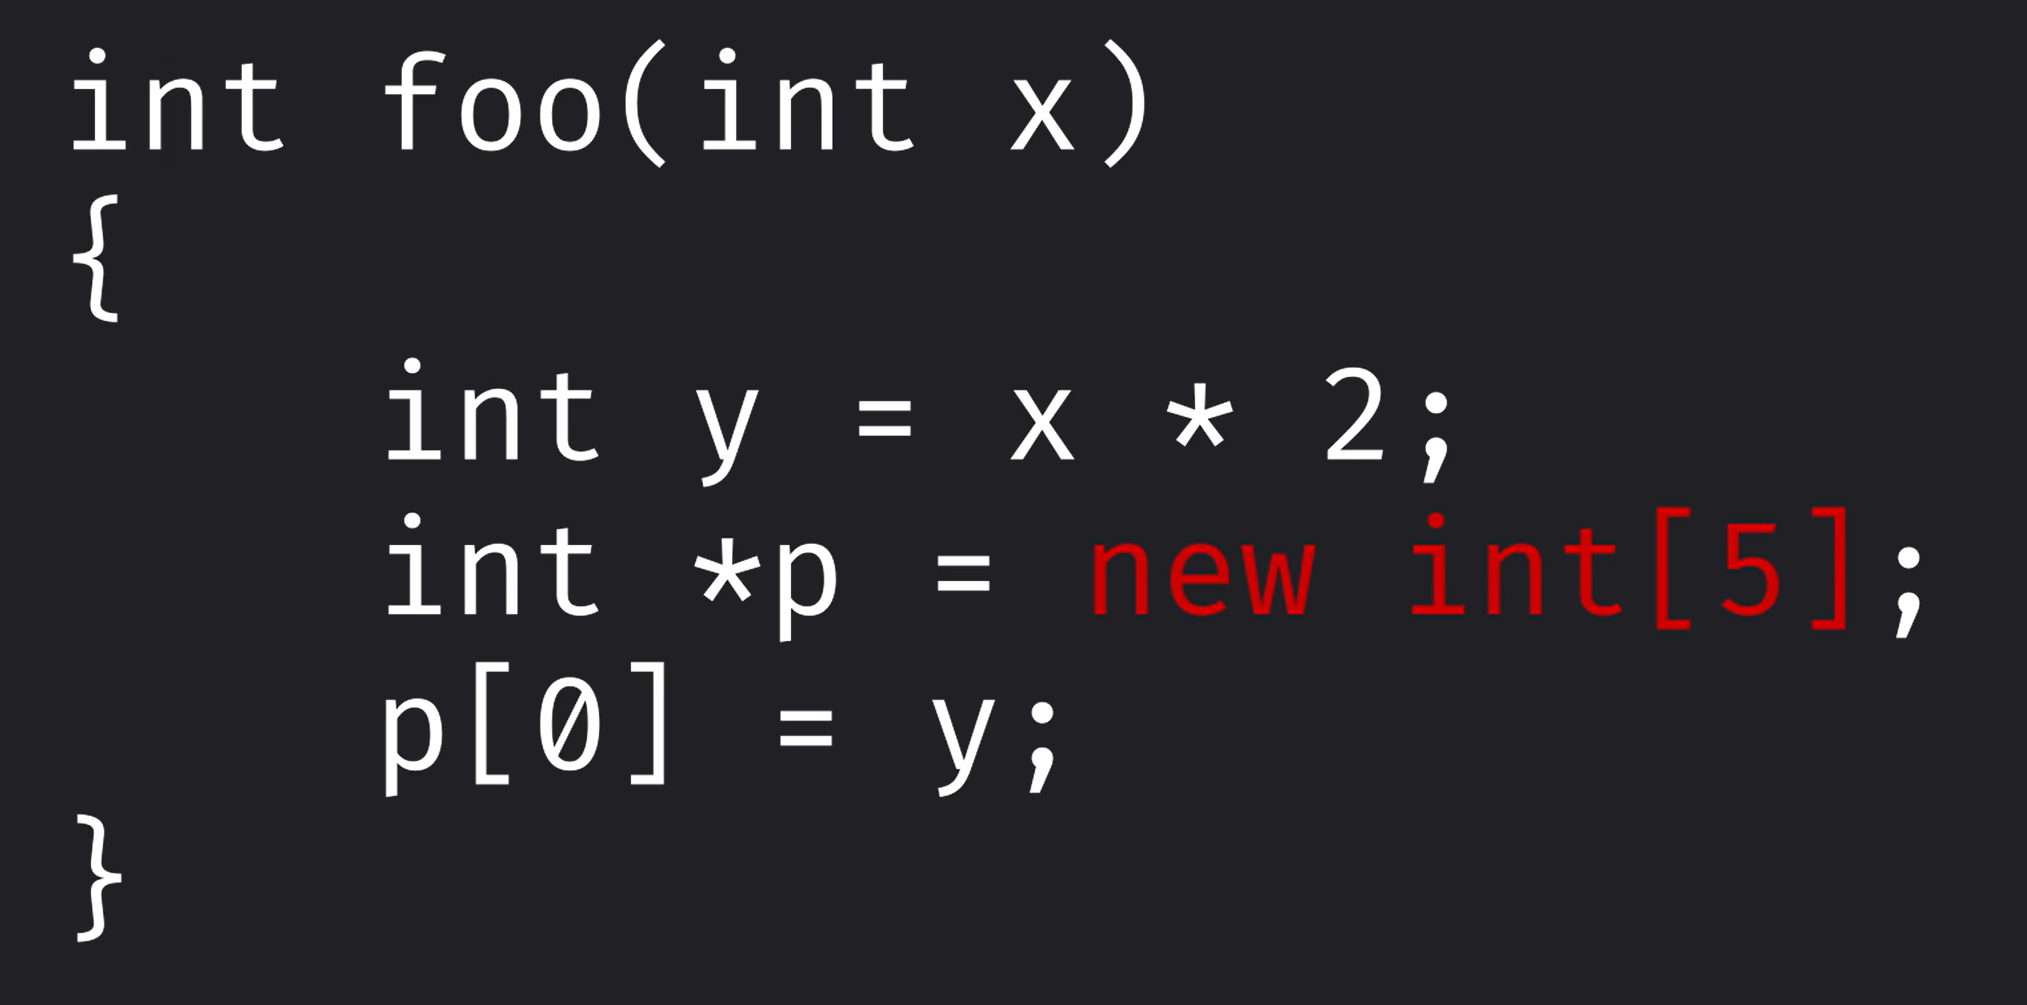 int foo(int x)
{
    int y = x * 2;
    int *p = new int[5];
    p[0] = y;
}